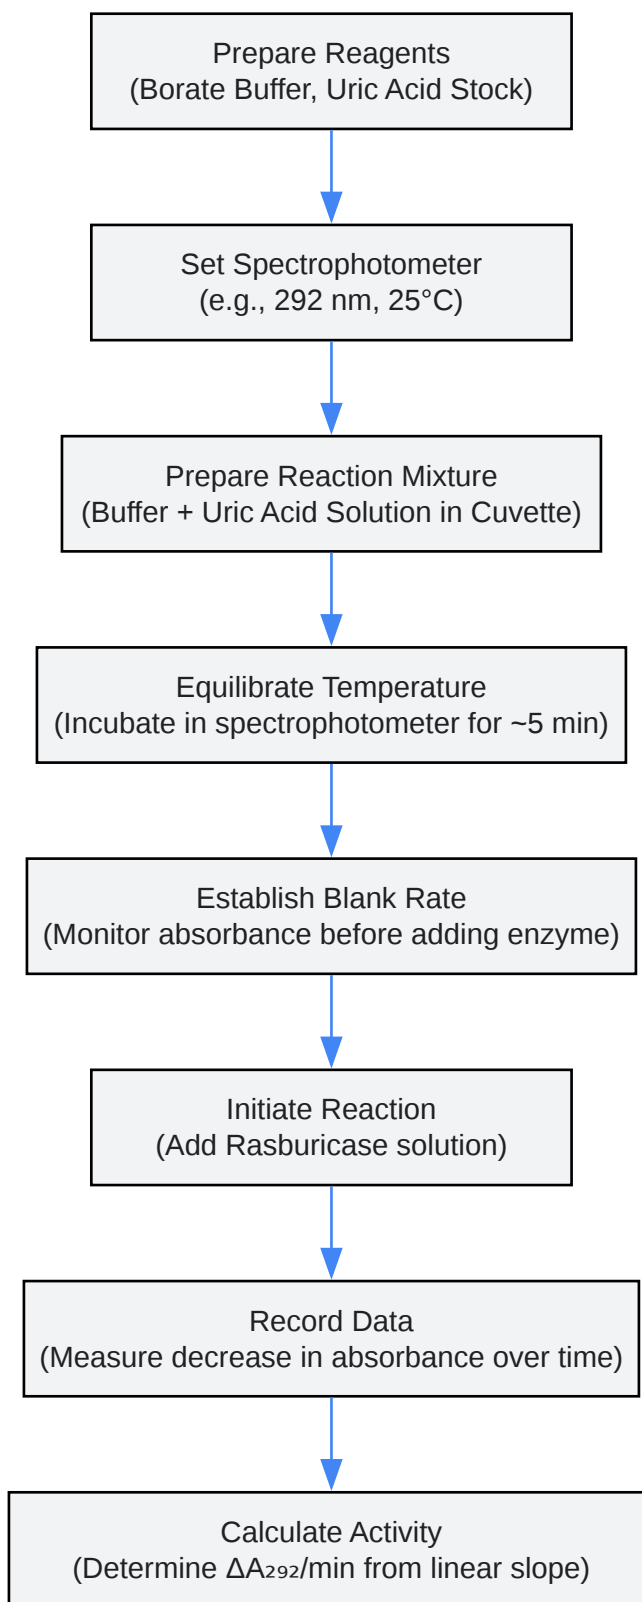 Prepare Reagents
(Borate Buffer, Uric Acid Stock)
Set Spectrophotometer
(e.g., 292 nm, 25°C)
Prepare Reaction Mixture
(Buffer + Uric Acid Solution in Cuvette)
Equilibrate Temperature
(Incubate in spectrophotometer for ~5 min)
Establish Blank Rate
(Monitor absorbance before adding enzyme)
Initiate Reaction
(Add Rasburicase solution)
Record Data
(Measure decrease in absorbance over time)
Calculate Activity
(Determine ΔA₂₉₂/min from linear slope)